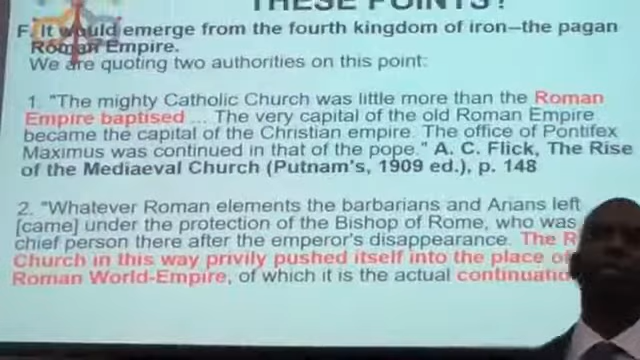 THESE POINTS?
F. It would emerge from the fourth kingdom of iron–the pagan
Roman Empire.
We are quoting two authorities on this point:
1. "The mighty Catholic Church was little more than the Roman
Empire baptised ... The very capital of the old Roman Empire
became the capital of the Christian empire. The office of Pontifex
Maximus was continued in that of the pope." A. C. Flick, The Rise
of the Mediaeval Church (Putnam's, 1909 ed.), p. 148
2. "Whatever Roman elements the barbarians and Arians left
[came] under the protection of the Bishop of Rome, who was
chief person there after the emperor's disappearance. The R
Church in this way privily pushed itself into the place of
Roman World-Empire, of which it is the actual